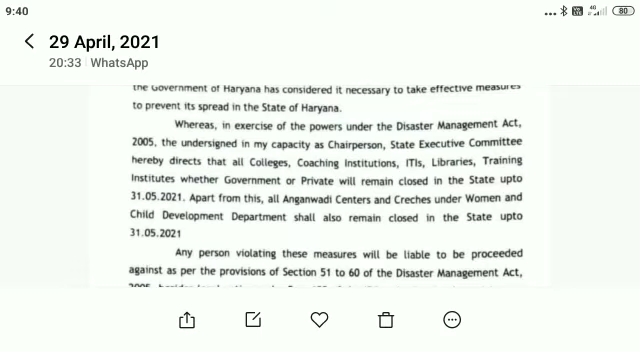 9:40
4G
80
29 April, 2021
20:33 WhatsApp
the Government of Haryana has considered it necessary to take effective measures
to prevent its spread in the State of Haryana.
Whereas, in exercise of the powers under the Disaster Management Act,
2005, the undersigned in my capacity as Chairperson, State Executive Committee
hereby directs that all Colleges, Coaching Institutions, ITIs, Libraries, Training
Institutes whether Government or Private will remain closed in the State upto
31.05.2021. Apart from this, all Anganwadi Centers and Creches under Women and
Child Development Department shall also remain closed in the State upto
31.05.2021
Any person violating these measures will be liable to be proceeded
against as per the provisions of Section 51 to 60 of the Disaster Management Act,